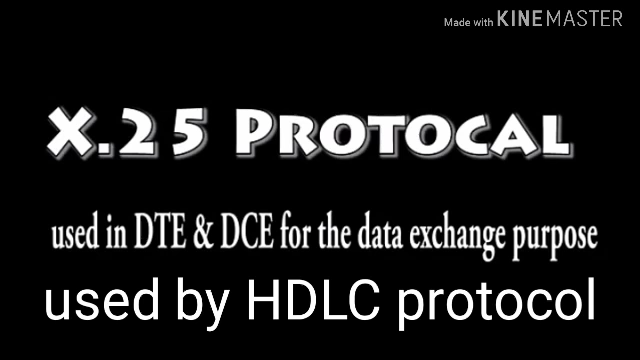 Made with KINEMASTER
X.25 PROTOCAL
used in DTE & DCE for the data exchange purpose
used by HDLC protocol